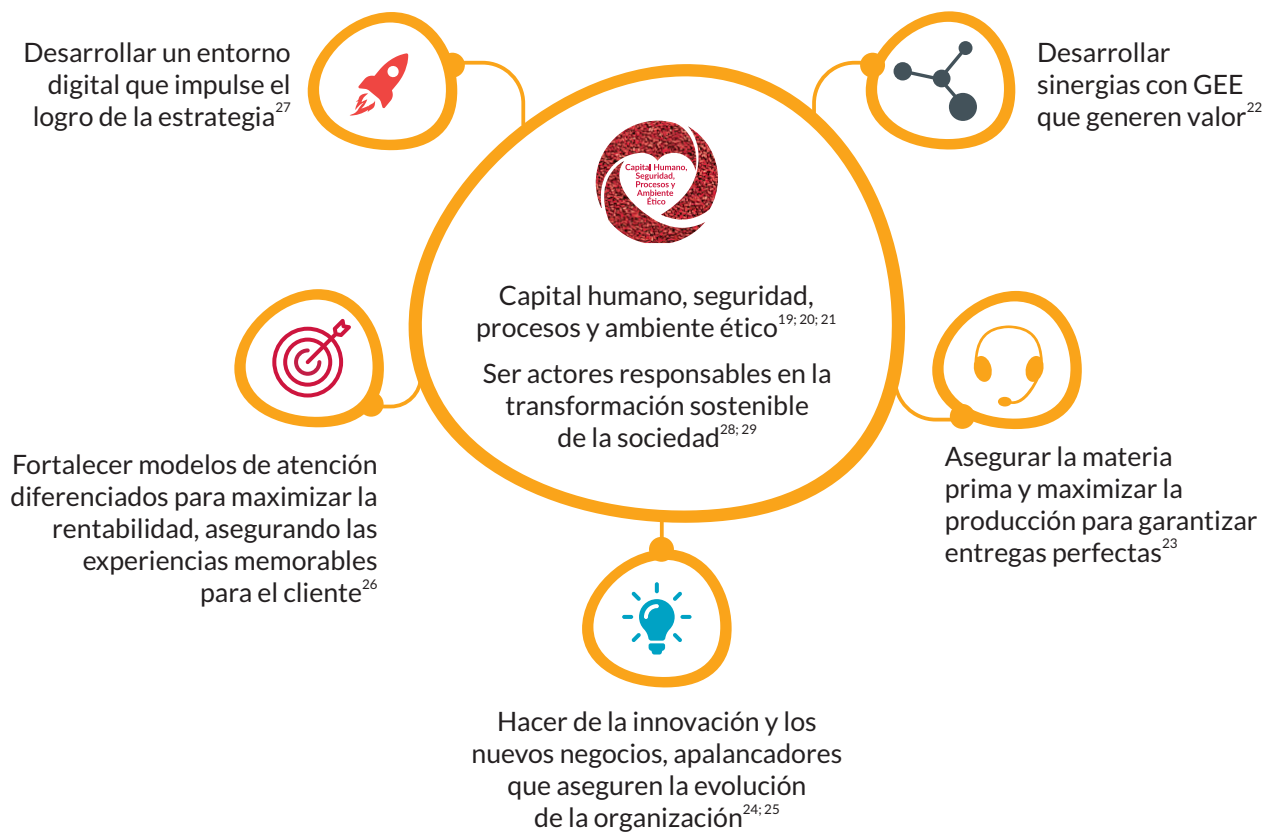 Desarrollar un entorno
digital que impulse el
logro de la estrategia27
Desarrollar
sinergias con GEE
que generen valor22
Capital Humano,
Seguridad,
Procesos y
Ambiente
Ético
Capital humano, seguridad,
procesos y ambiente ético19; 20; 21
Ser actores responsables en la
transformación sostenible
de la sociedad28; 29
Fortalecer modelos de atención
diferenciados para maximizar la
rentabilidad, asegurando las
experiencias memorables
para el cliente26
Asegurar la materia
prima y maximizar la
producción para garantizar
entregas perfectas23
Hacer de la innovación y los
nuevos negocios, apalancadores
que aseguren la evolución
de la organización24; 25